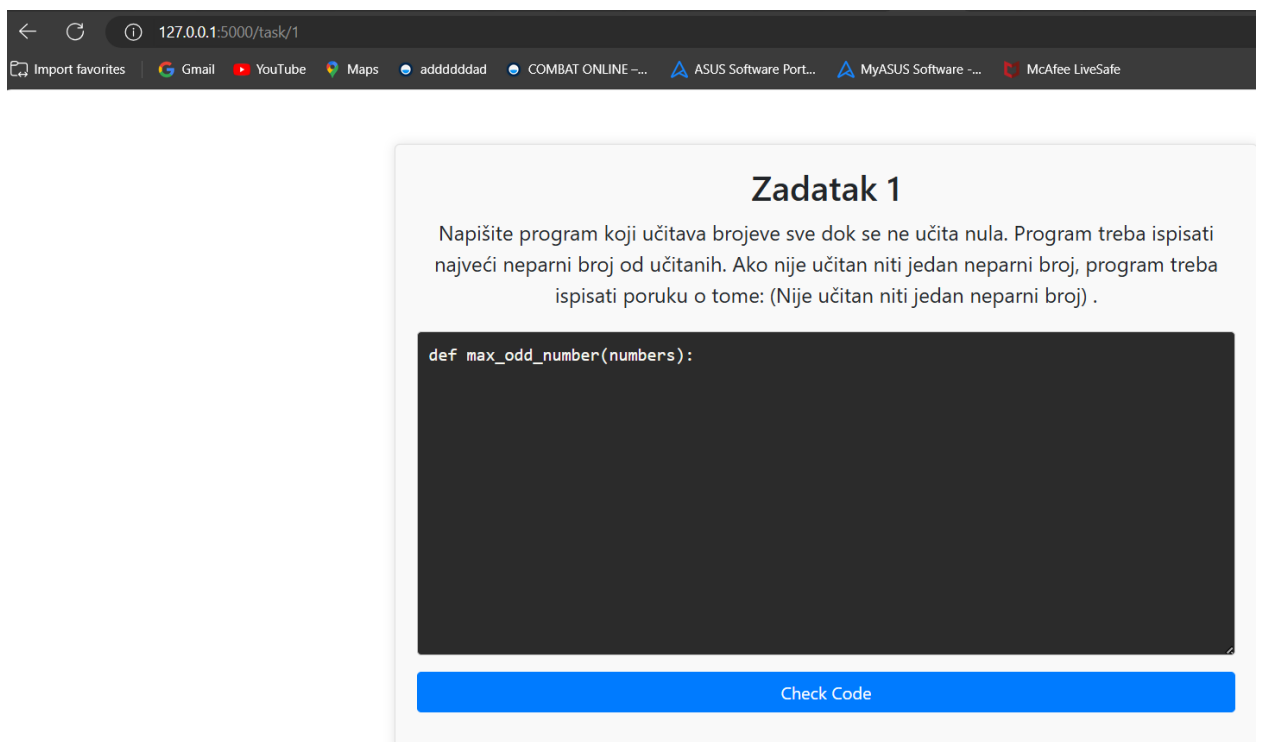 127.0.0.1:5000/task/1
Import favorites Gmail YouTube Maps adddddad COMBAT ONLINE –... ASUS Software Port... MyASUS Software -... McAfee LiveSafe
Zadatak 1
Napišite program koji učitava brojeve sve dok se ne učita nula. Program treba ispisati
najveći neparni broj od učitanih. Ako nije učitan niti jedan neparni broj, program treba
ispisati poruku o tome: (Nije učitan niti jedan neparni broj) .
def max_odd_number(numbers):
Check Code